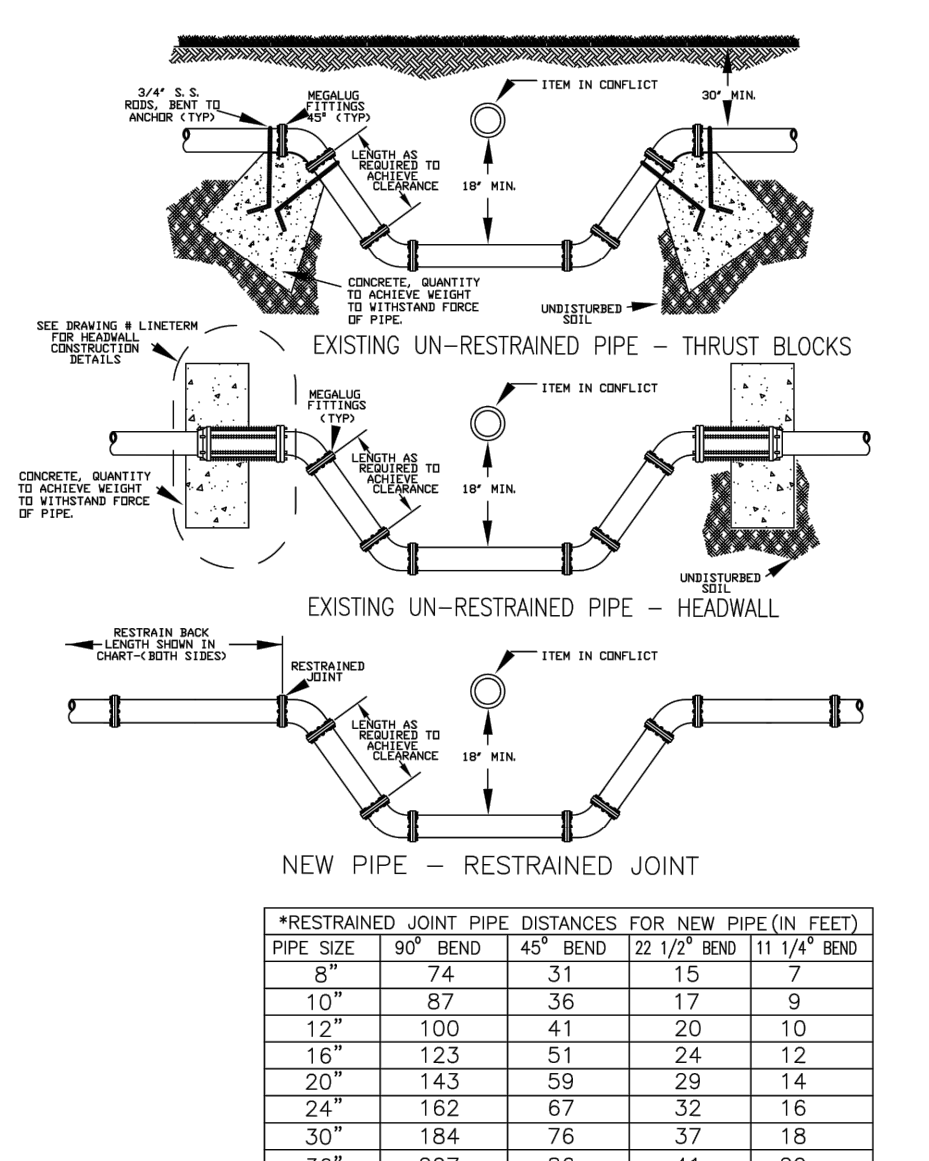 ITEM IN CONFLICT
3/4" S.S.
RODS, BENT TO
ANCHOR (TYP)
MEGALUG
FITTINGS
45° (TYP)
30" MIN.
LENGTH AS
REQUIRED TO
ACHIEVE
CLEARANCE
18" MIN.
CONCRETE, QUANTITY
TO ACHIEVE WEIGHT
TO WITHSTAND FORCE
OF PIPE.
UNDISTURBED
SOIL
EXISTING UN-RESTRAINED PIPE - THRUST BLOCKS
SEE DRAWING # LINETERM
FOR HEADWALL
CONSTRUCTION
DETAILS
MEGALUG
FITTINGS
(TYP)
ITEM IN CONFLICT
LENGTH AS
REQUIRED TO
ACHIEVE
CLEARANCE
18" MIN.
CONCRETE, QUANTITY
TO ACHIEVE WEIGHT
TO WITHSTAND FORCE
OF PIPE.
UNDISTURBED
SOIL
EXISTING UN-RESTRAINED PIPE - HEADWALL
RESTRAIN BACK
LENGTH SHOWN IN
CHART-(BOTH SIDES)
RESTRAINED
JOINT
ITEM IN CONFLICT
LENGTH AS
REQUIRED TO
ACHIEVE
CLEARANCE
18" MIN.
NEW PIPE - RESTRAINED JOINT
*RESTRAINED JOINT PIPE DISTANCES FOR NEW PIPE (IN FEET)
PIPE SIZE 90° BEND 45° BEND 22 1/2° BEND 11 1/4° BEND
8" 74 31 15 7
10" 87 36 17 9
12" 100 41 20 10
16" 123 51 24 12
20" 143 59 29 14
24" 162 67 32 16
30" 184 76 37 18